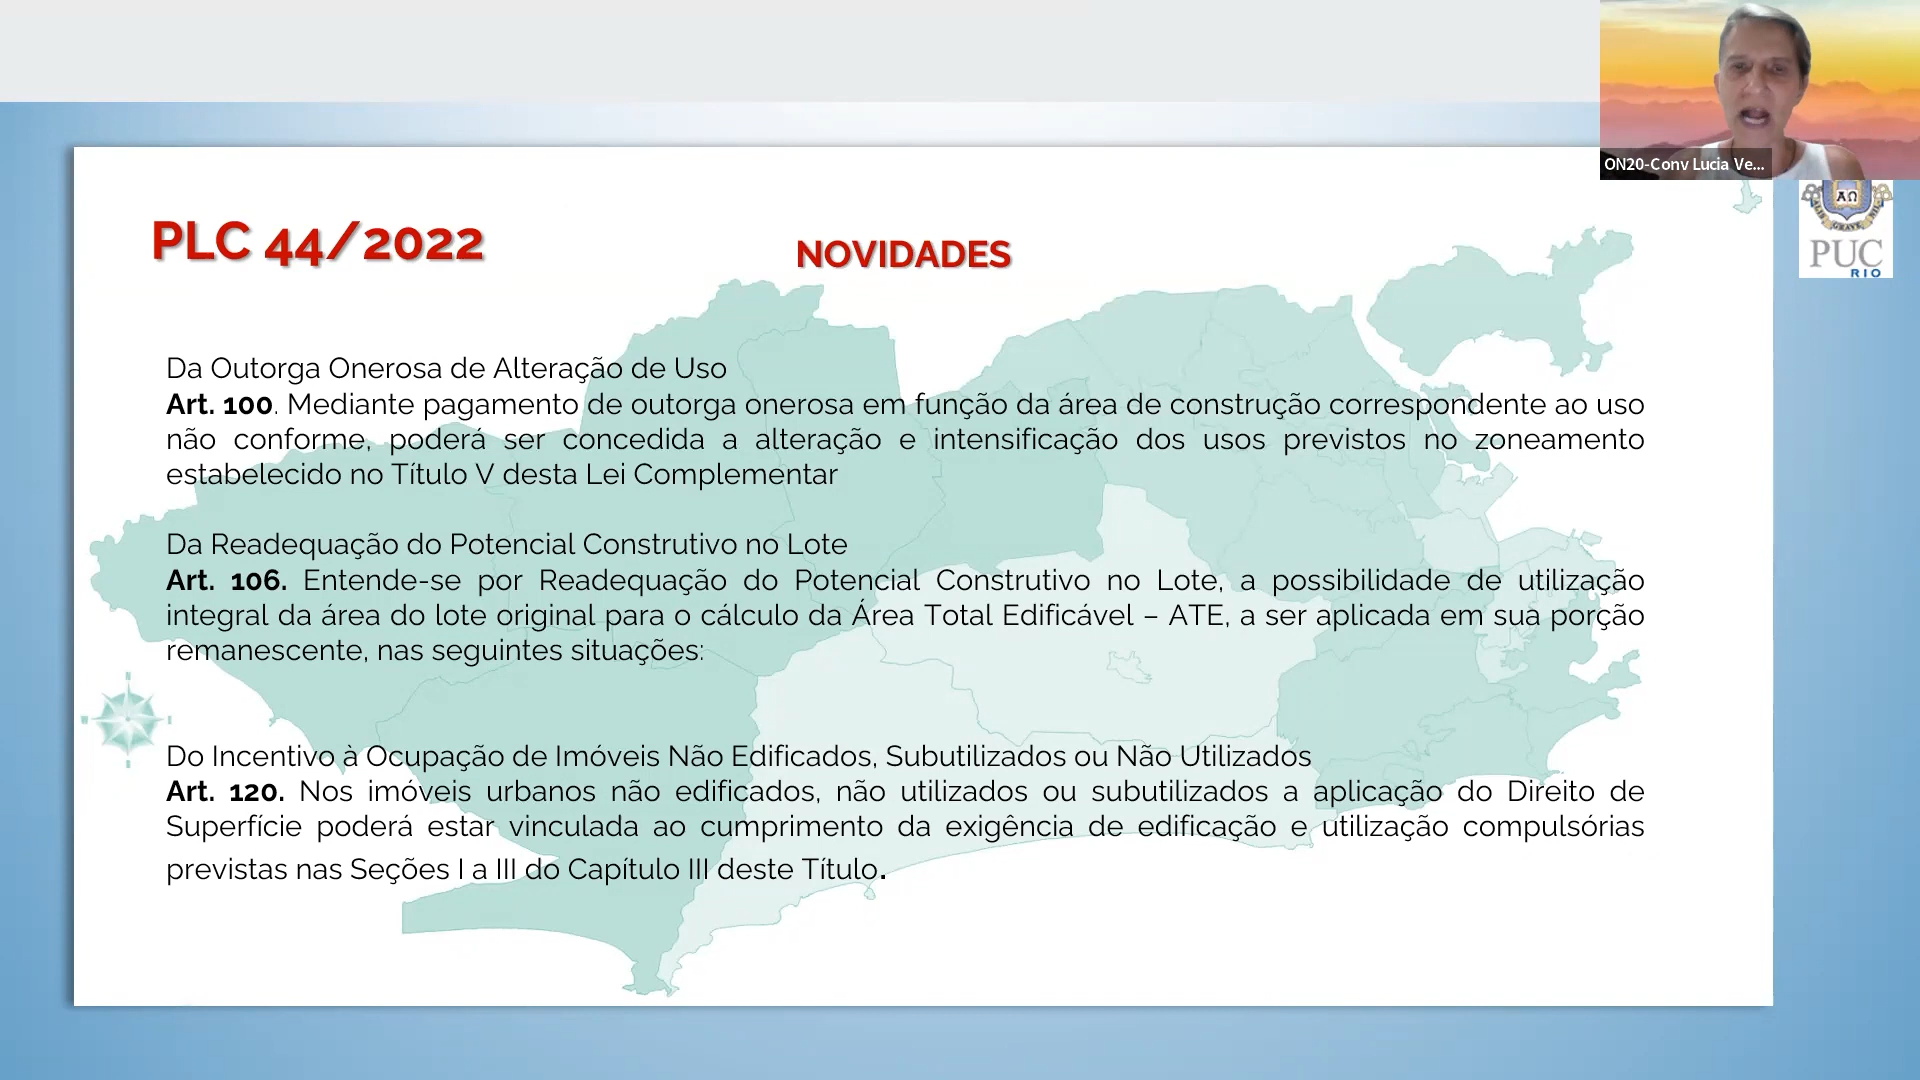 ON20-Conv Lucia Ve...
ΑΩ
ALIS
GRAVE
NIL
PUC
RIO
PLC 44/2022
NOVIDADES
Da Outorga Onerosa de Alteração de Uso
Art. 100. Mediante pagamento de outorga onerosa em função da área de construção correspondente ao uso
não conforme, poderá ser concedida a alteração e intensificação dos usos previstos no zoneamento
estabelecido no Título V desta Lei Complementar
Da Readequação do Potencial Construtivo no Lote
Art. 106. Entende-se por Readequação do Potencial Construtivo no Lote, a possibilidade de utilização
integral da área do lote original para o cálculo da Área Total Edificável – ATE, a ser aplicada em sua porção
remanescente, nas seguintes situações:
Do Incentivo à Ocupação de Imóveis Não Edificados, Subutilizados ou Não Utilizados
Art. 120. Nos imóveis urbanos não edificados, não utilizados ou subutilizados a aplicação do Direito de
Superfície poderá estar vinculada ao cumprimento da exigência de edificação e utilização compulsórias
previstas nas Seções I a III do Capítulo III deste Título.